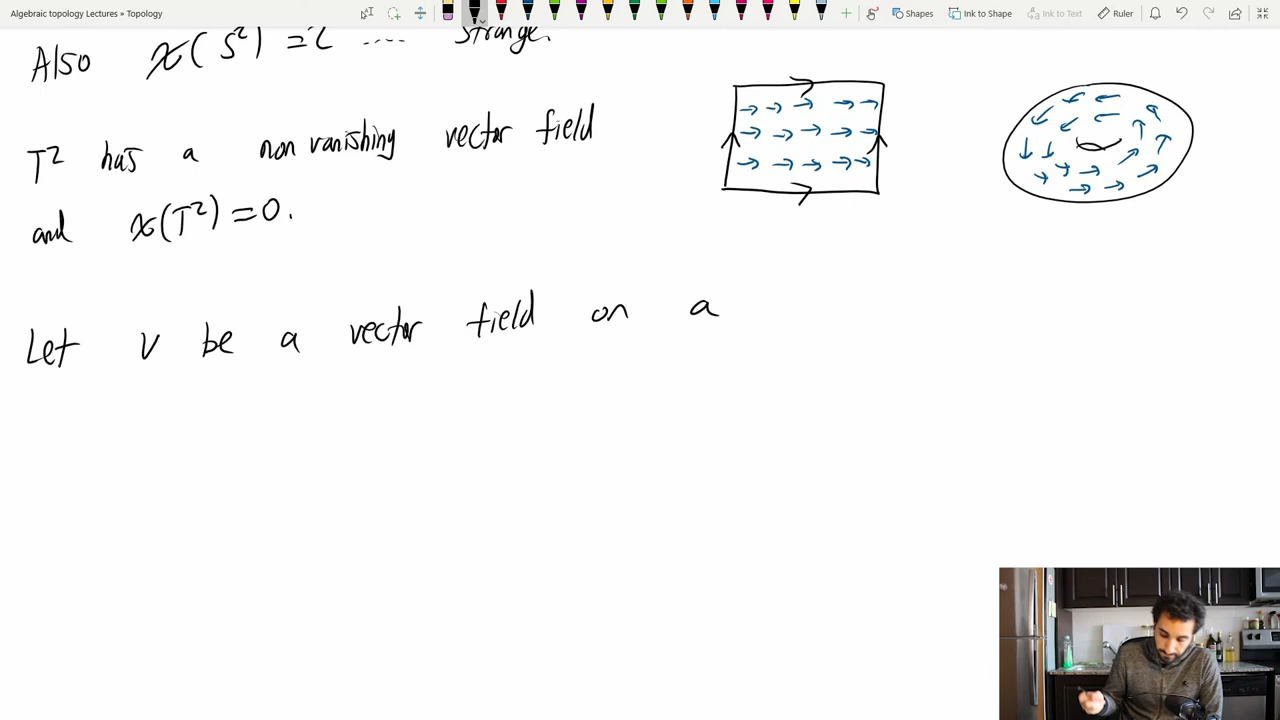 Algebraic topology Lectures » Topology
Shapes
Ink to Shape
Ink to Text
Ruler
Also χ(S²) = 2 .... strange.
T² has a non vanishing vector field
and χ(T²) = 0.
Let v be a vector field on a